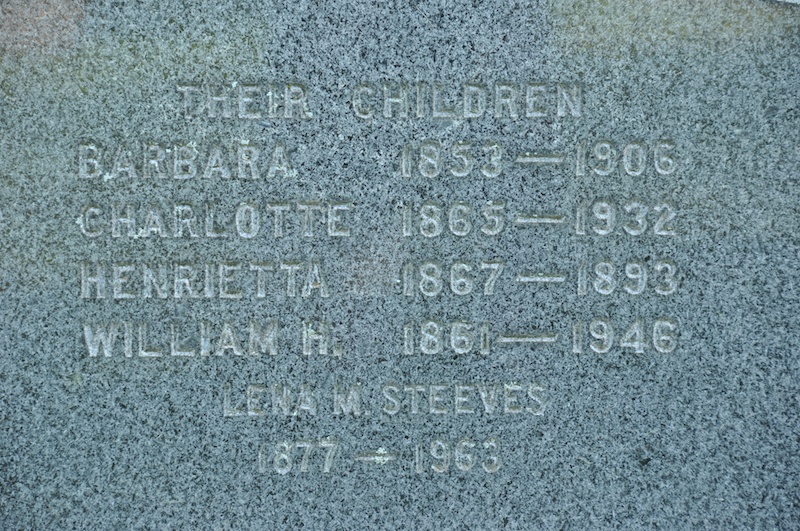 THEIR CHILDREN
BARBARA 1853—1906
CHARLOTTE 1865—1932
HENRIETTA 1867—1893
WILLIAM H. 1861—1946
LENA M. STEEVES
1877—1963